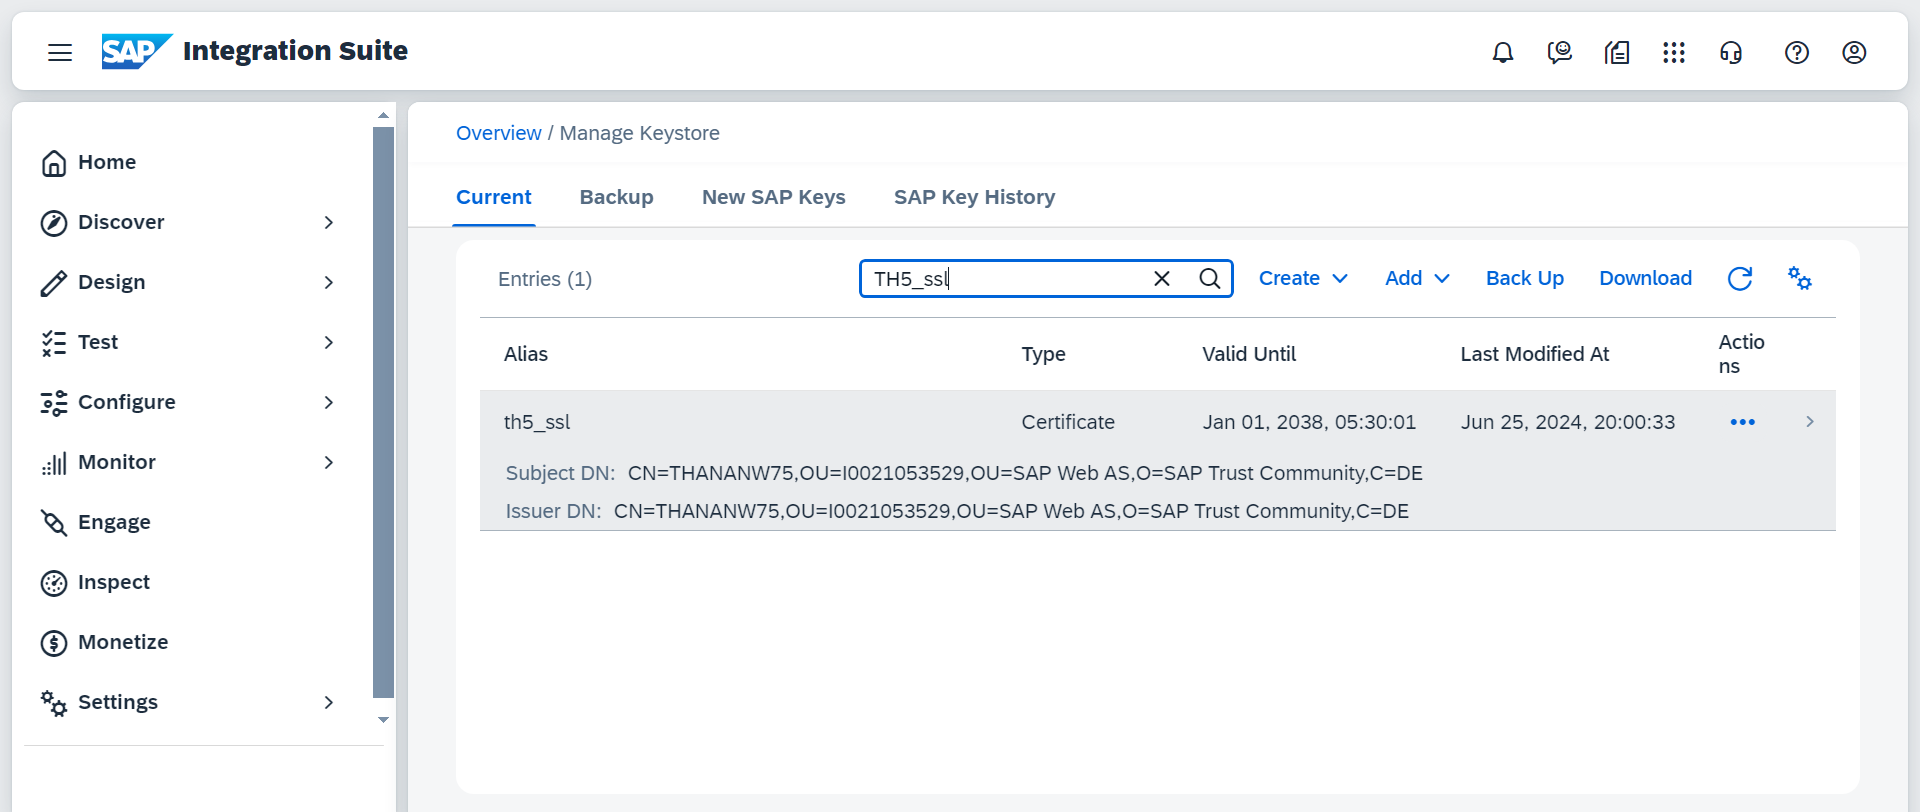 SAP Integration Suite
Home
Discover
Design
Test
Configure
Monitor
Engage
Inspect
Monetize
Settings
Overview / Manage Keystore
Current Backup New SAP Keys SAP Key History
Entries (1) TH5_ssl Create Add Back Up Download
Alias Type Valid Until Last Modified At Actio
ns
th5_ssl Certificate Jan 01, 2038, 05:30:01 Jun 25, 2024, 20:00:33
Subject DN: CN=THANANW75,OU=I0021053529,OU=SAP Web AS,O=SAP Trust Community,C=DE
Issuer DN: CN=THANANW75,OU=I0021053529,OU=SAP Web AS,O=SAP Trust Community,C=DE